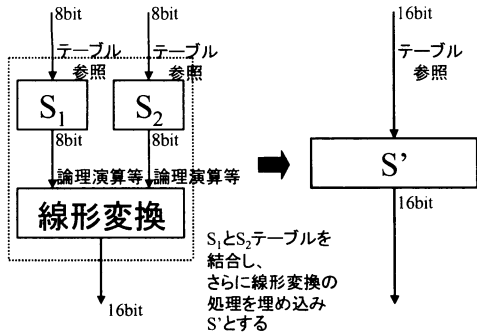 8bit 8bit 16bit
テーブル テーブル テーブル
参照 参照 参照
S1 S2
8bit 8bit S'
論理演算等 論理演算等
線形変換 16bit
S1とS2テーブルを
結合し、
さらに線形変換の
処理を埋め込み
16bit S'とする